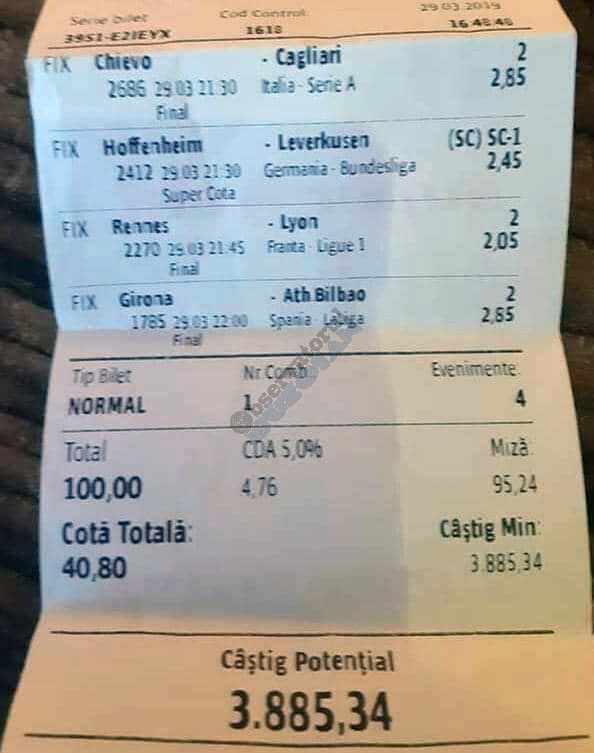 Serie bilet Cod Control 29 03 2019
3951-E2IEYX 1618 16:48:48
FIX Chievo - Cagliari 2
2686 29 03 21:30 Italia - Serie A 2,85
Final
FIX Hoffenheim - Leverkusen (SC) SC-1
2412 29.03 21:30 Germania - Bundesliga 2,45
Super Cota
FIX Rennes - Lyon 2
2270 29.03 21:45 Franta - Ligue 1 2,05
Final
FIX Girona - Ath Bilbao 2
1785 29 03 22:00 Spania - LaLiga 2,85
Final
Tip Bilet Nr Comb Evenimente:
NORMAL 1 4
Total CDA 5,0% Miză:
100,00 4,76 95,24
Cotă Totală: Câștig Min:
40,80 3.885,34
Câștig Potențial
3.885,34